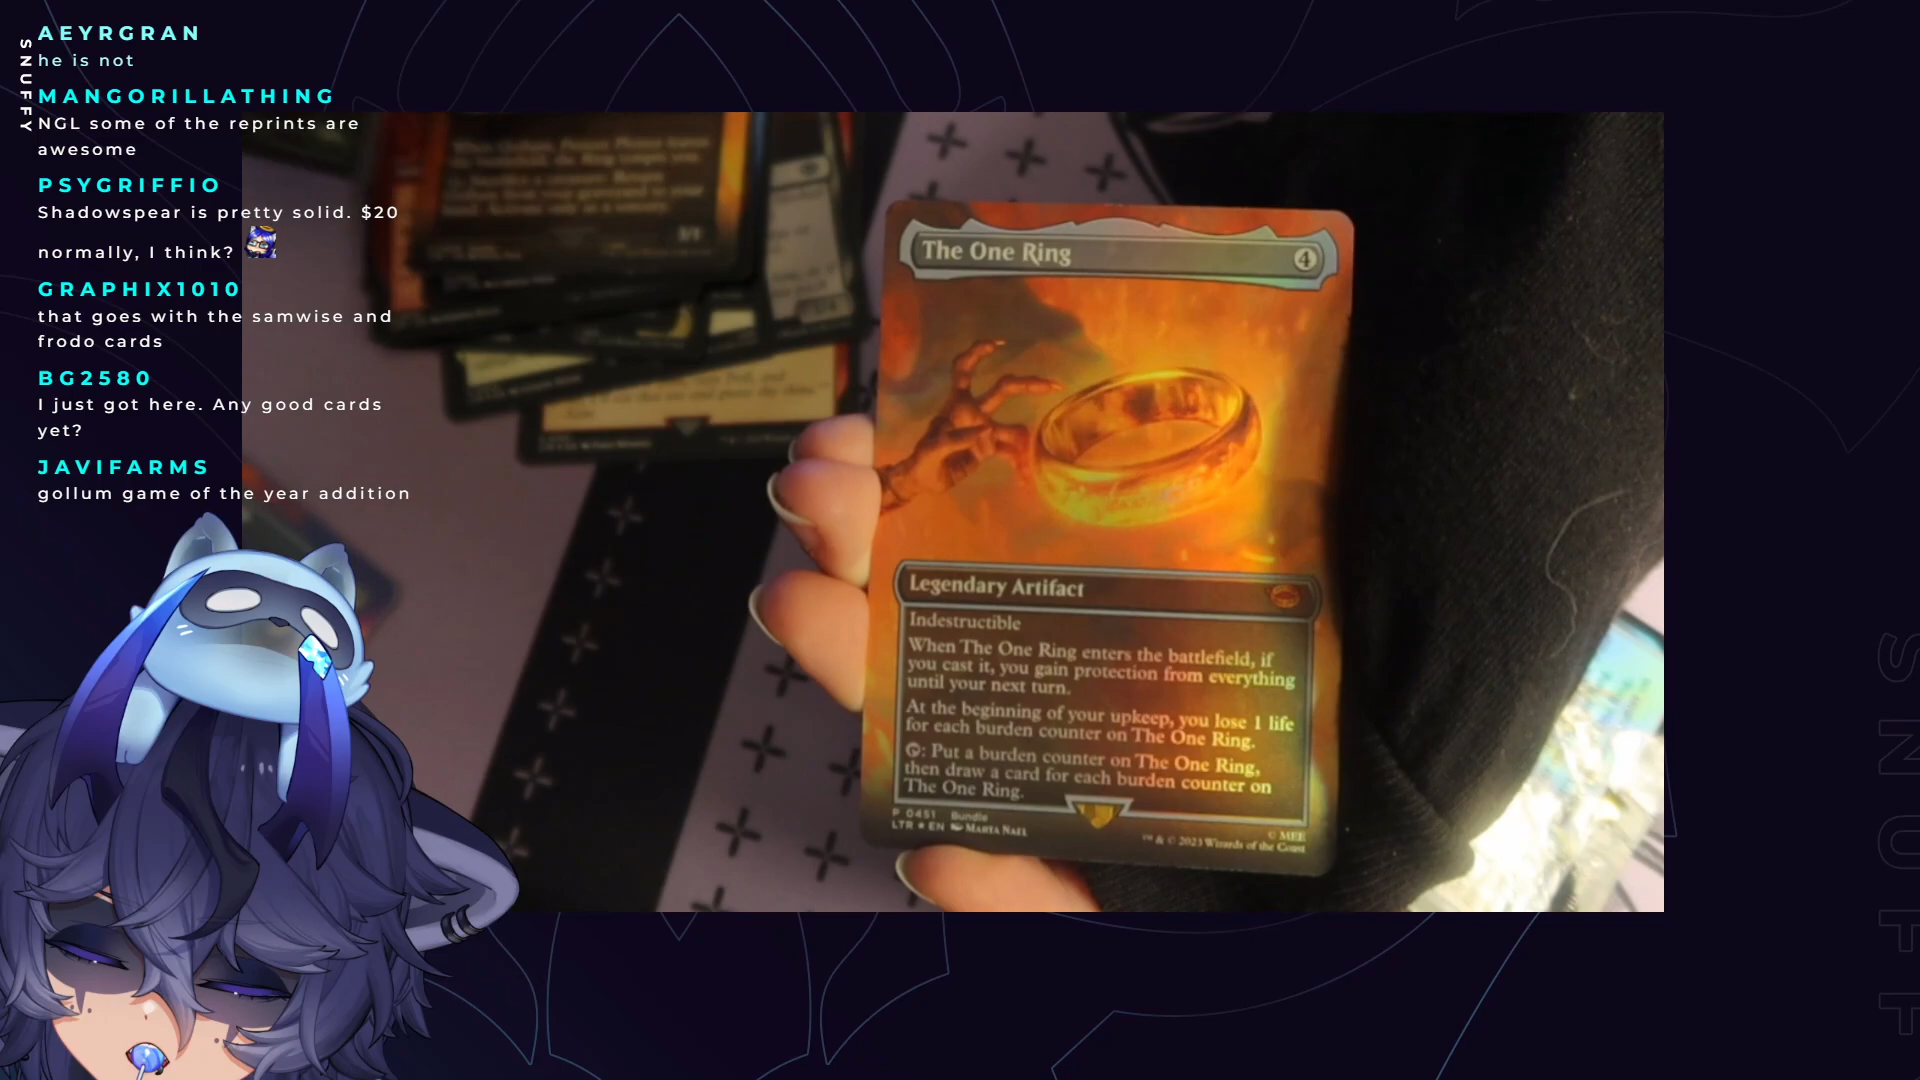 SNUFFY
AEYRGRAN
he is not
MANGORILLATHING
NGL some of the reprints are
awesome
PSYGRIFFIO
Shadowspear is pretty solid. $20
normally, I think?
GRAPHIX1010
that goes with the samwise and
frodo cards
BG2580
I just got here. Any good cards
yet?
JAVIFARMS
gollum game of the year addition
The One Ring
4
Legendary Artifact
Indestructible
When The One Ring enters the battlefield, if
you cast it, you gain protection from everything
until your next turn.
At the beginning of your upkeep, you lose 1 life
for each burden counter on The One Ring.
: Put a burden counter on The One Ring,
then draw a card for each burden counter on
The One Ring.
P 0451 Bundle
LTR ★ EN Marta Nael
© MEE
™ & © 2023 Wizards of the Coast
SNUFF